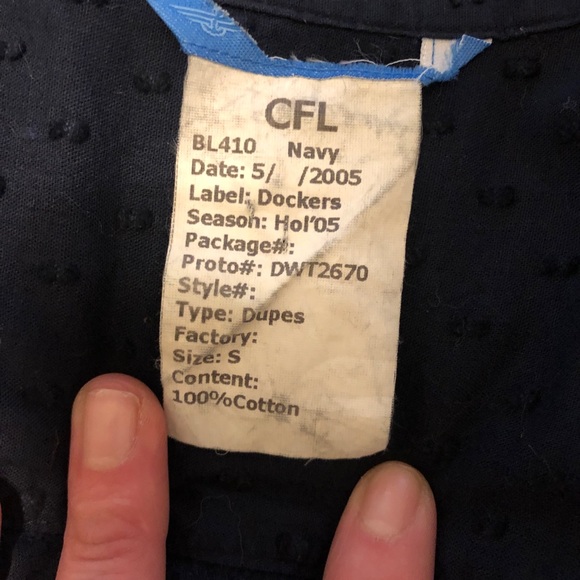 CFL
BL410 Navy
Date: 5/ /2005
Label: Dockers
Season: Hol'05
Package#:
Proto#: DWT2670
Style#:
Type: Dupes
Factory:
Size: S
Content:
100%Cotton